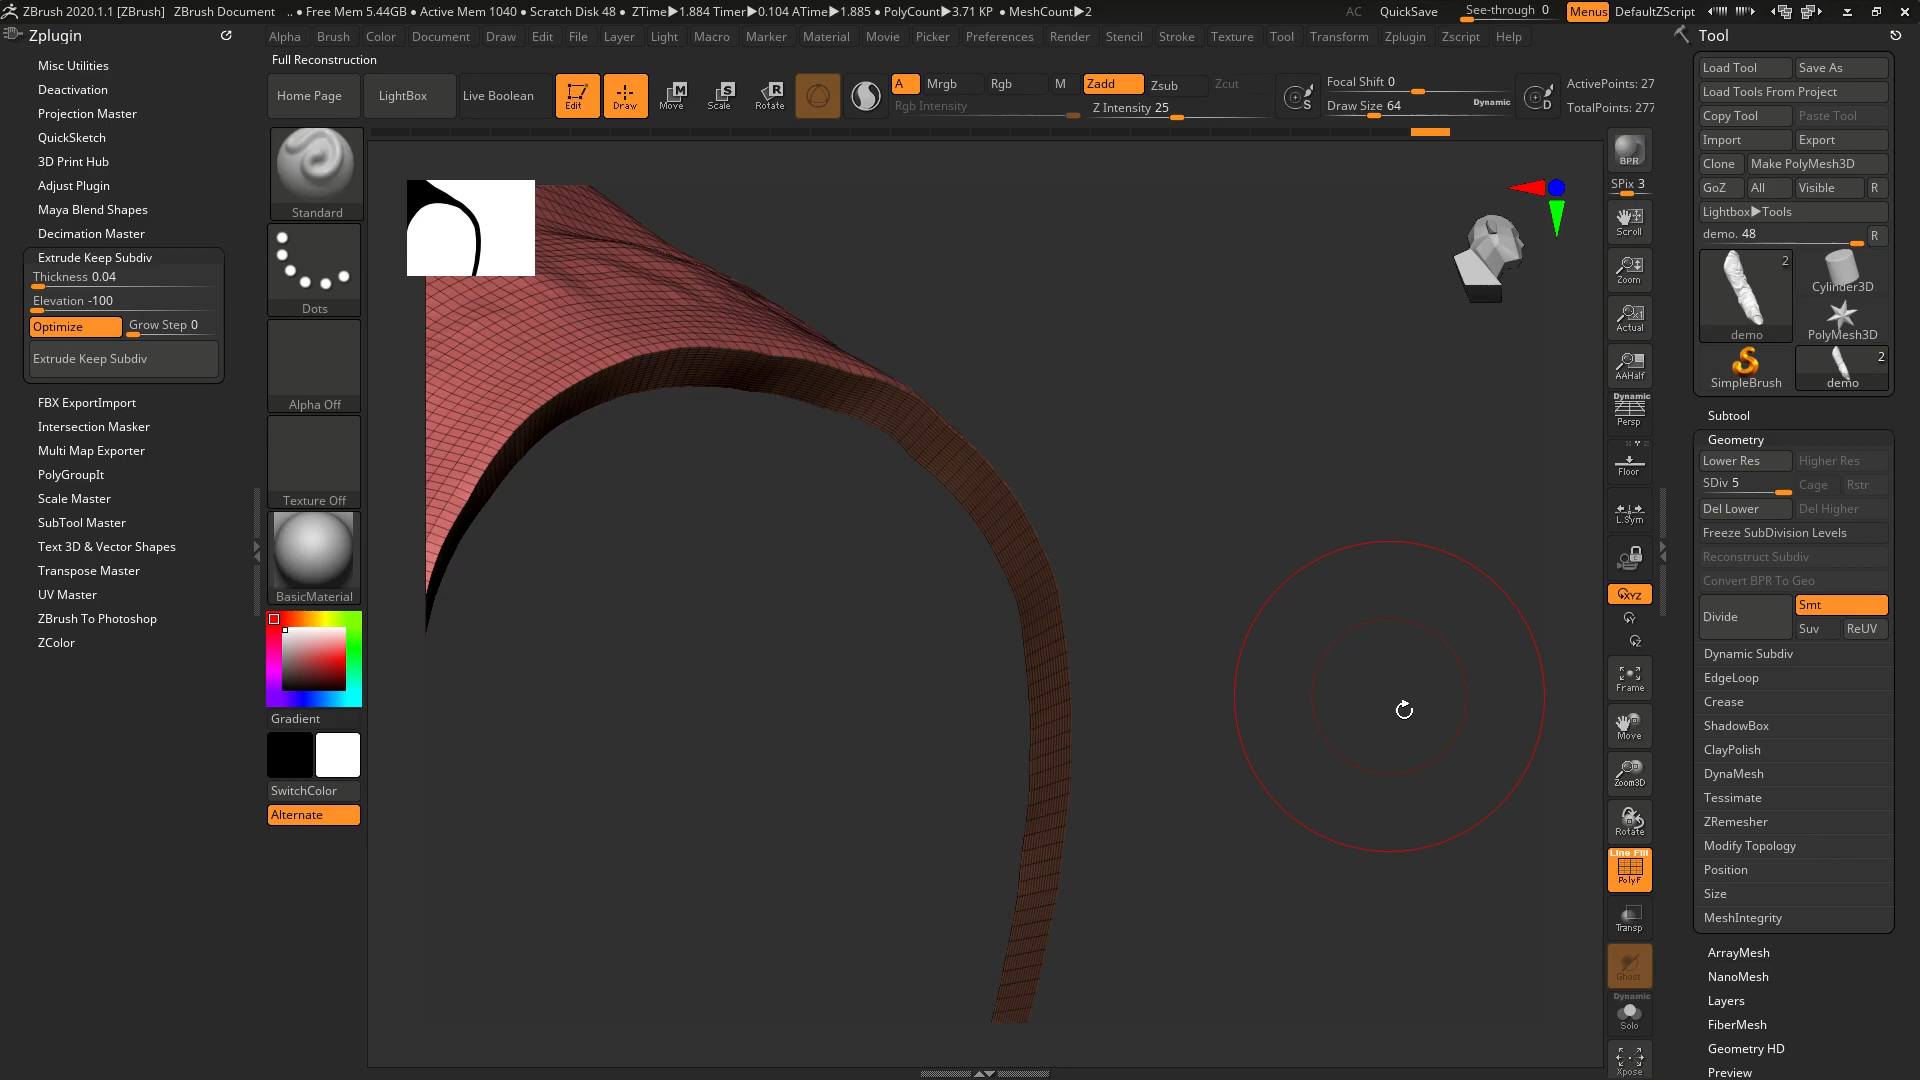 ZBrush 2020.1.1 [ZBrush] ZBrush Document .. ● Free Mem 5.44GB ● Active Mem 1040 ● Scratch Disk 48 ● ZTime▶1.884 Timer▶0.104 ATime▶1.885 ● PolyCount▶3.71 KP ● MeshCount▶2 AC QuickSave See-through 0 Menus DefaultZScript
Zplugin
Alpha Brush Color Document Draw Edit File Layer Light Macro Marker Material Movie Picker Preferences Render Stencil Stroke Texture Tool Transform Zplugin Zscript Help
Tool
Full Reconstruction
Misc Utilities
Deactivation
Projection Master
QuickSketch
3D Print Hub
Adjust Plugin
Maya Blend Shapes
Decimation Master
Extrude Keep Subdiv
Thickness 0.04
Elevation -100
Optimize Grow Step 0
Extrude Keep Subdiv
FBX ExportImport
Intersection Masker
Multi Map Exporter
PolyGroupIt
Scale Master
SubTool Master
Text 3D & Vector Shapes
Transpose Master
UV Master
ZBrush To Photoshop
ZColor
Home Page LightBox Live Boolean Edit Draw Move Scale Rotate
A Mrgb Rgb M Zadd Zsub Zcut
Rgb Intensity Z Intensity 25
S Focal Shift 0
Draw Size 64 Dynamic D
ActivePoints: 27
TotalPoints: 277
Standard
Dots
Alpha Off
Texture Off
BasicMaterial
Gradient
SwitchColor
Alternate
BPR
SPix 3
Scroll
Zoom
Actual
AAHalf
Dynamic
Persp
Floor
L.Sym
XYZ
Y
Z
Frame
Move
Zoom3D
Rotate
Line Fill
PolyF
Transp
Ghost
Dynamic
Solo
Xpose
Load Tool Save As
Load Tools From Project
Copy Tool Paste Tool
Import Export
Clone Make PolyMesh3D
GoZ All Visible R
Lightbox▶Tools
demo. 48 R
2
demo
Cylinder3D
PolyMesh3D
SimpleBrush
2
demo
Subtool
Geometry
Lower Res Higher Res
SDiv 5 Cage Rstr
Del Lower Del Higher
Freeze SubDivision Levels
Reconstruct Subdiv
Convert BPR To Geo
Divide Smt
Suv ReUV
Dynamic Subdiv
EdgeLoop
Crease
ShadowBox
ClayPolish
DynaMesh
Tessimate
ZRemesher
Modify Topology
Position
Size
MeshIntegrity
ArrayMesh
NanoMesh
Layers
FiberMesh
Geometry HD
Preview